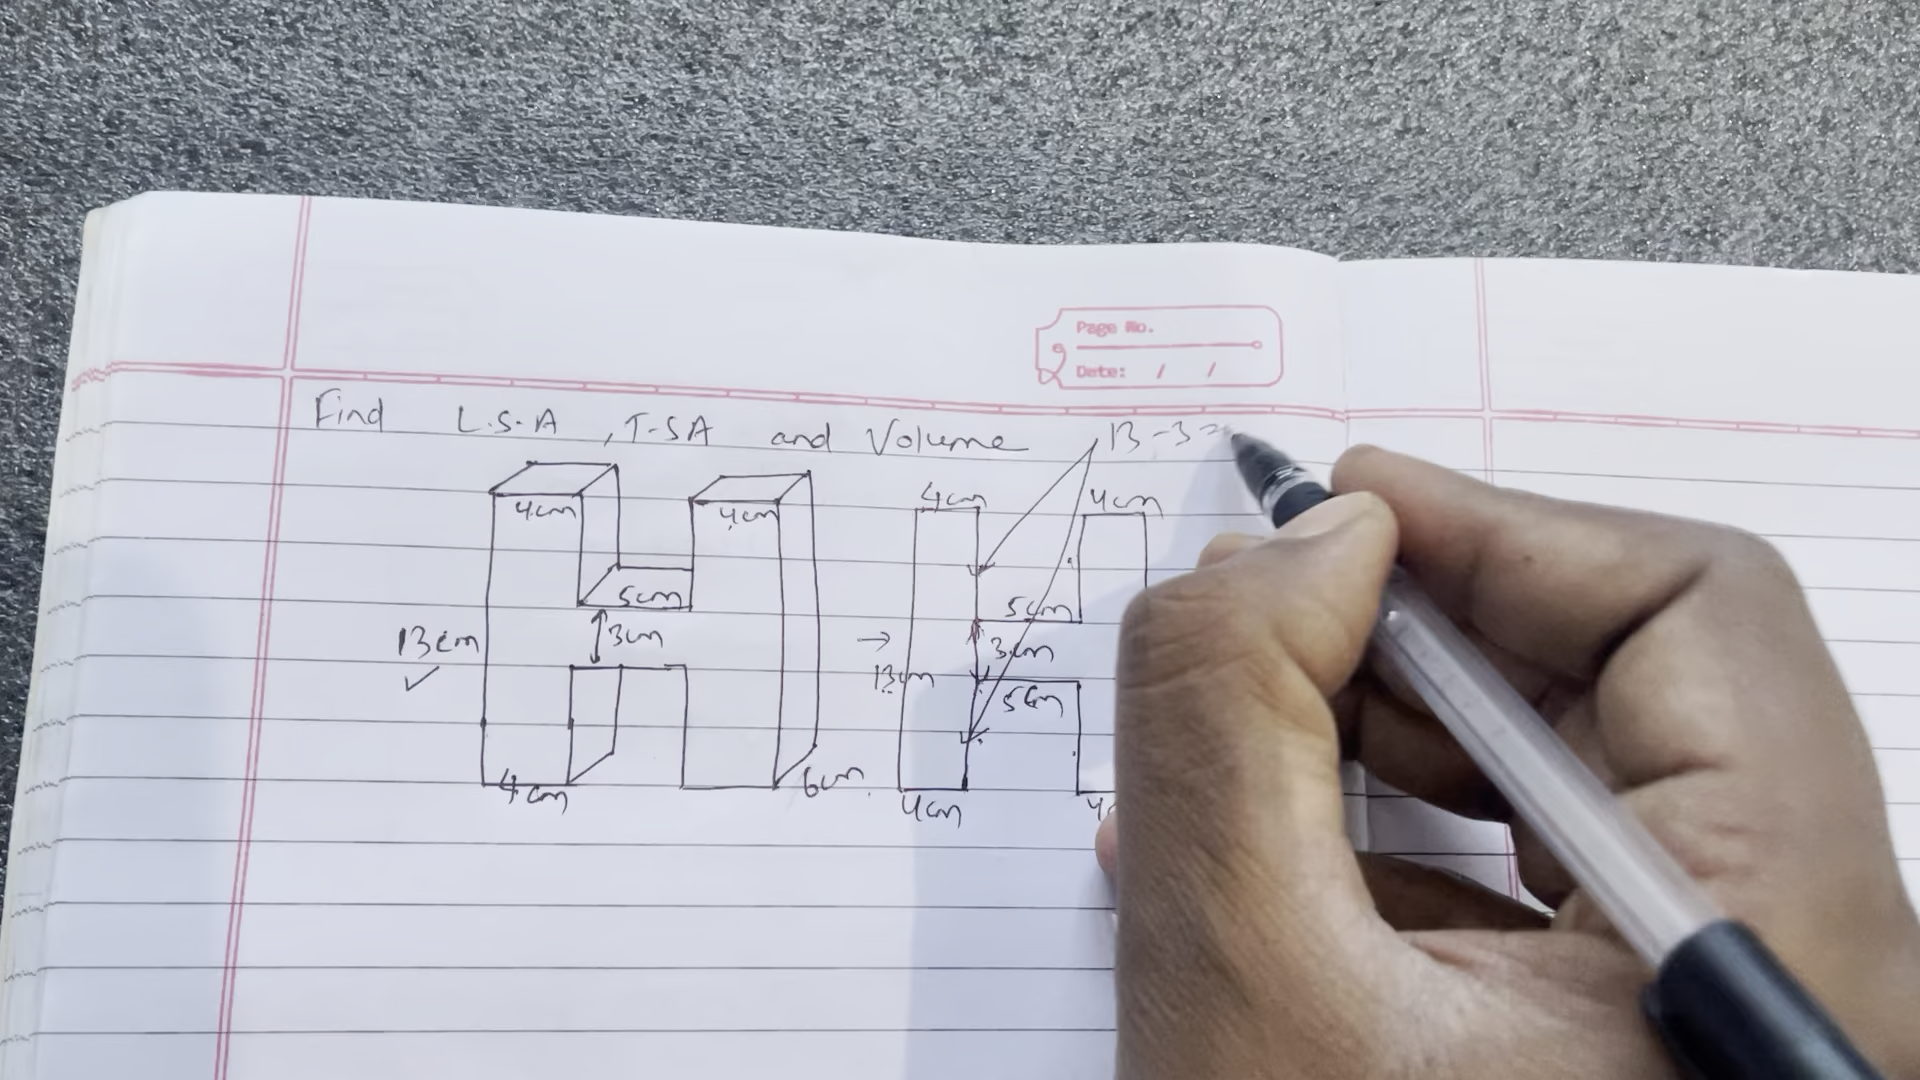 Page No.
Date: / /
Find L.S.A , T-SA and Volume
13-3=
4cm 4cm
5cm
3cm
13cm
4cm
6cm
4cm 4cm
5cm
3cm
13cm
5cm
4cm